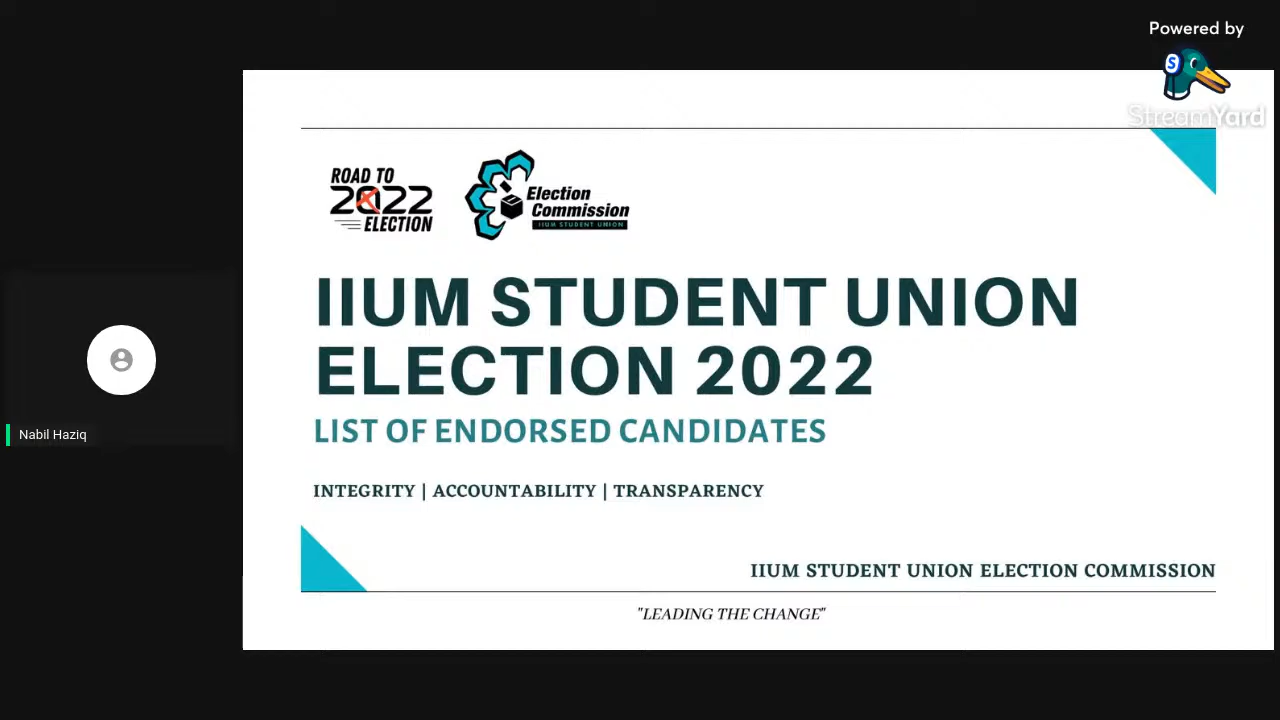 Powered by
StreamYard
ROAD TO
2022
ELECTION
Election
Commission
IIUM STUDENT UNION
IIUM STUDENT UNION
ELECTION 2022
LIST OF ENDORSED CANDIDATES
INTEGRITY | ACCOUNTABILITY | TRANSPARENCY
Nabil Haziq
IIUM STUDENT UNION ELECTION COMMISSION
"LEADING THE CHANGE"